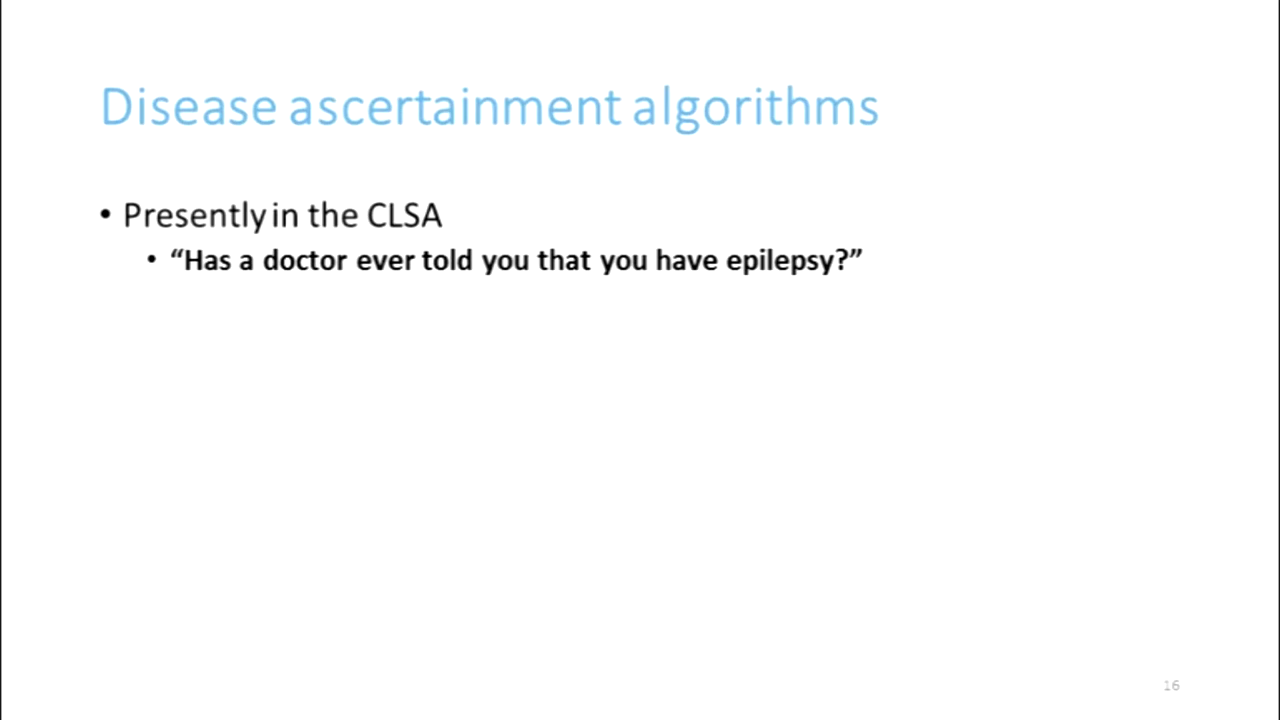 Disease ascertainment algorithms
• Presently in the CLSA
• “Has a doctor ever told you that you have epilepsy?”
16